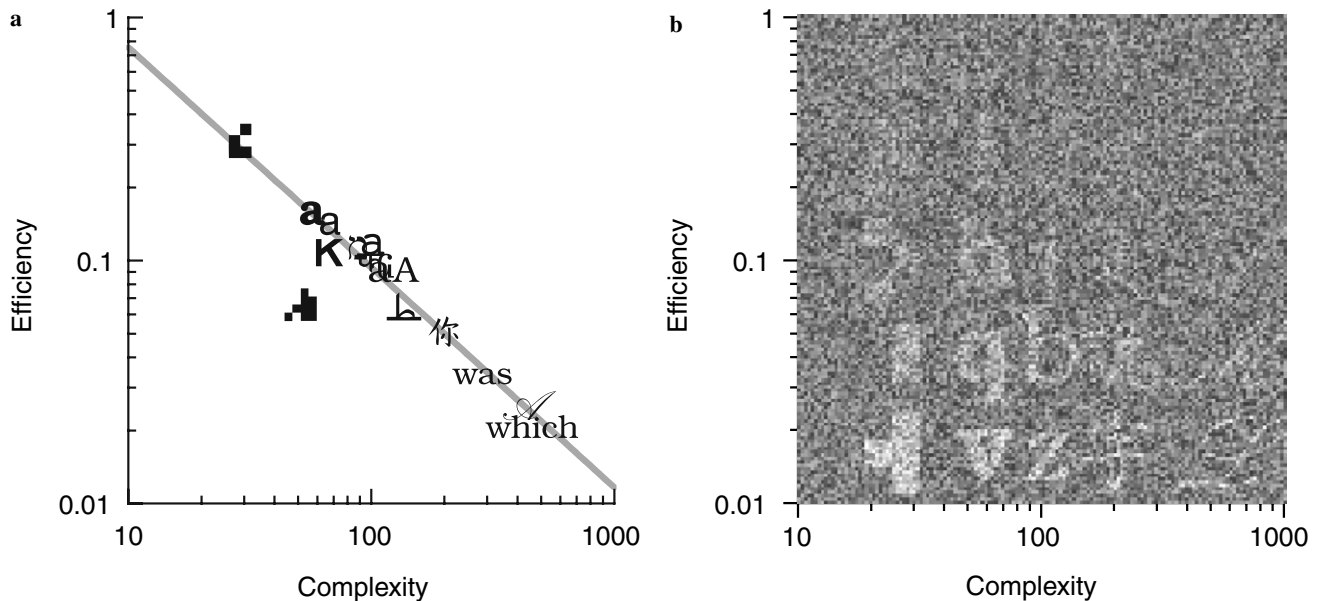 a
1
0.1
0.01
10
100
1000
Efficiency
Complexity
a
a
a
K
a
A
你
was
A
which
b
1
0.1
0.01
10
100
1000
Efficiency
Complexity
q
b
z